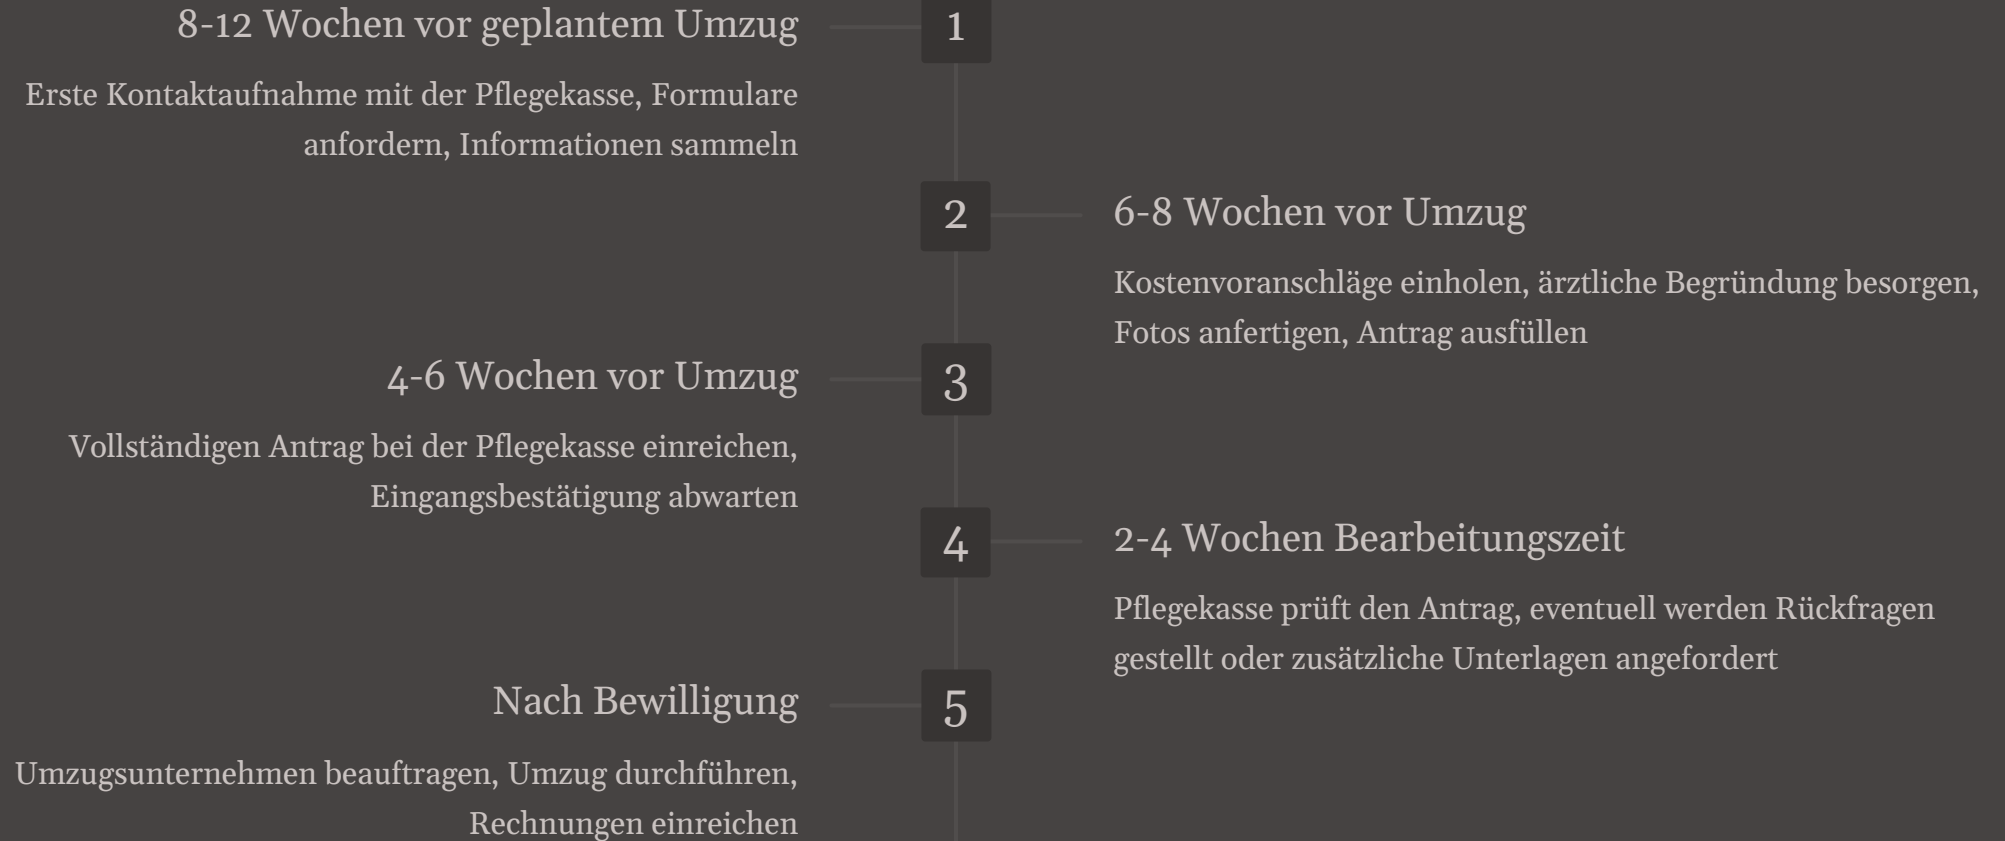 8-12 Wochen vor geplantem Umzug
1
Erste Kontaktaufnahme mit der Pflegekasse, Formulare
anfordern, Informationen sammeln
2
6-8 Wochen vor Umzug
Kostenvoranschläge einholen, ärztliche Begründung besorgen,
Fotos anfertigen, Antrag ausfüllen
4-6 Wochen vor Umzug
3
Vollständigen Antrag bei der Pflegekasse einreichen,
Eingangsbestätigung abwarten
4
2-4 Wochen Bearbeitungszeit
Pflegekasse prüft den Antrag, eventuell werden Rückfragen
gestellt oder zusätzliche Unterlagen angefordert
Nach Bewilligung
5
Umzugsunternehmen beauftragen, Umzug durchführen,
Rechnungen einreichen